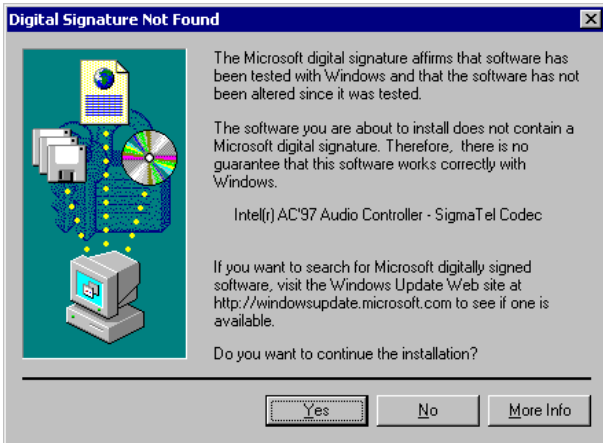 Digital Signature Not Found
The Microsoft digital signature affirms that software has
been tested with Windows and that the software has not
been altered since it was tested.
The software you are about to install does not contain a
Microsoft digital signature. Therefore, there is no
guarantee that this software works correctly with
Windows.
Intel(r) AC'97 Audio Controller - SigmaTel Codec
If you want to search for Microsoft digitally signed
software, visit the Windows Update Web site at
http://windowsupdate.microsoft.com to see if one is
available.
Do you want to continue the installation?
Yes No More Info